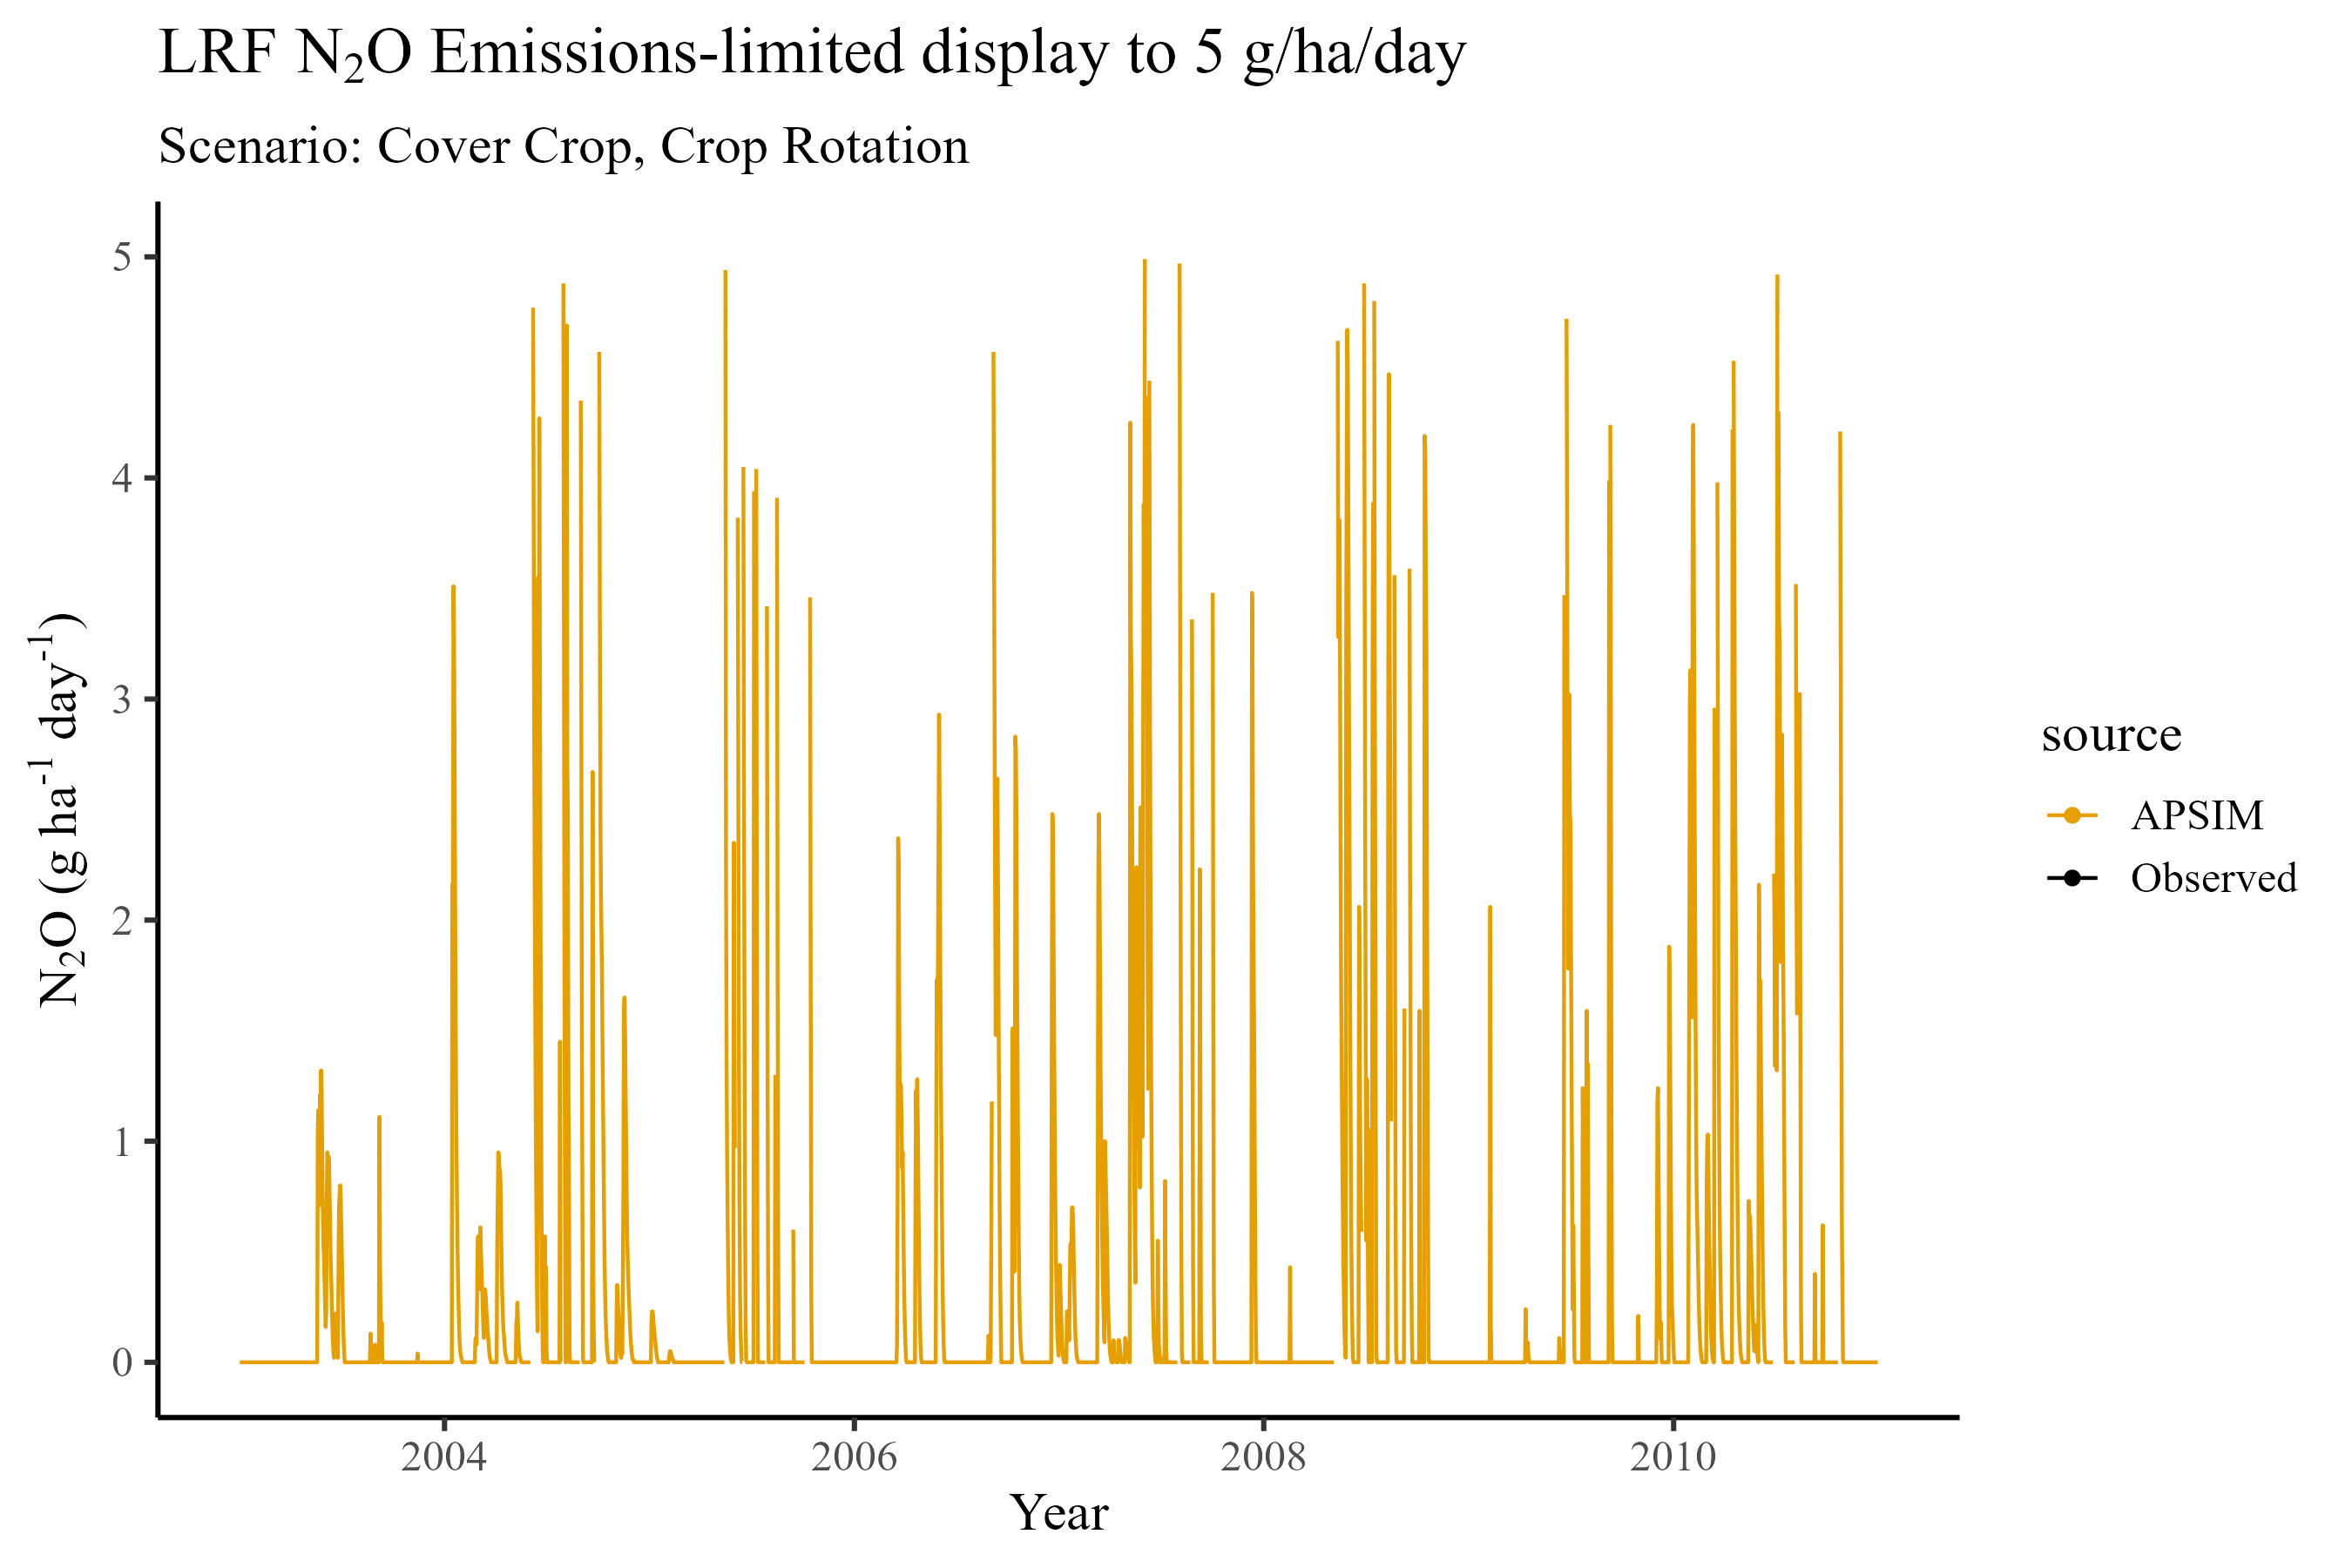 LRF N₂O Emissions-limited display to 5 g/ha/day
Scenario: Cover Crop, Crop Rotation
N₂O (g ha⁻¹ day⁻¹)
5
4
3
2
1
0
2004 2006 2008 2010
Year
source
APSIM
Observed